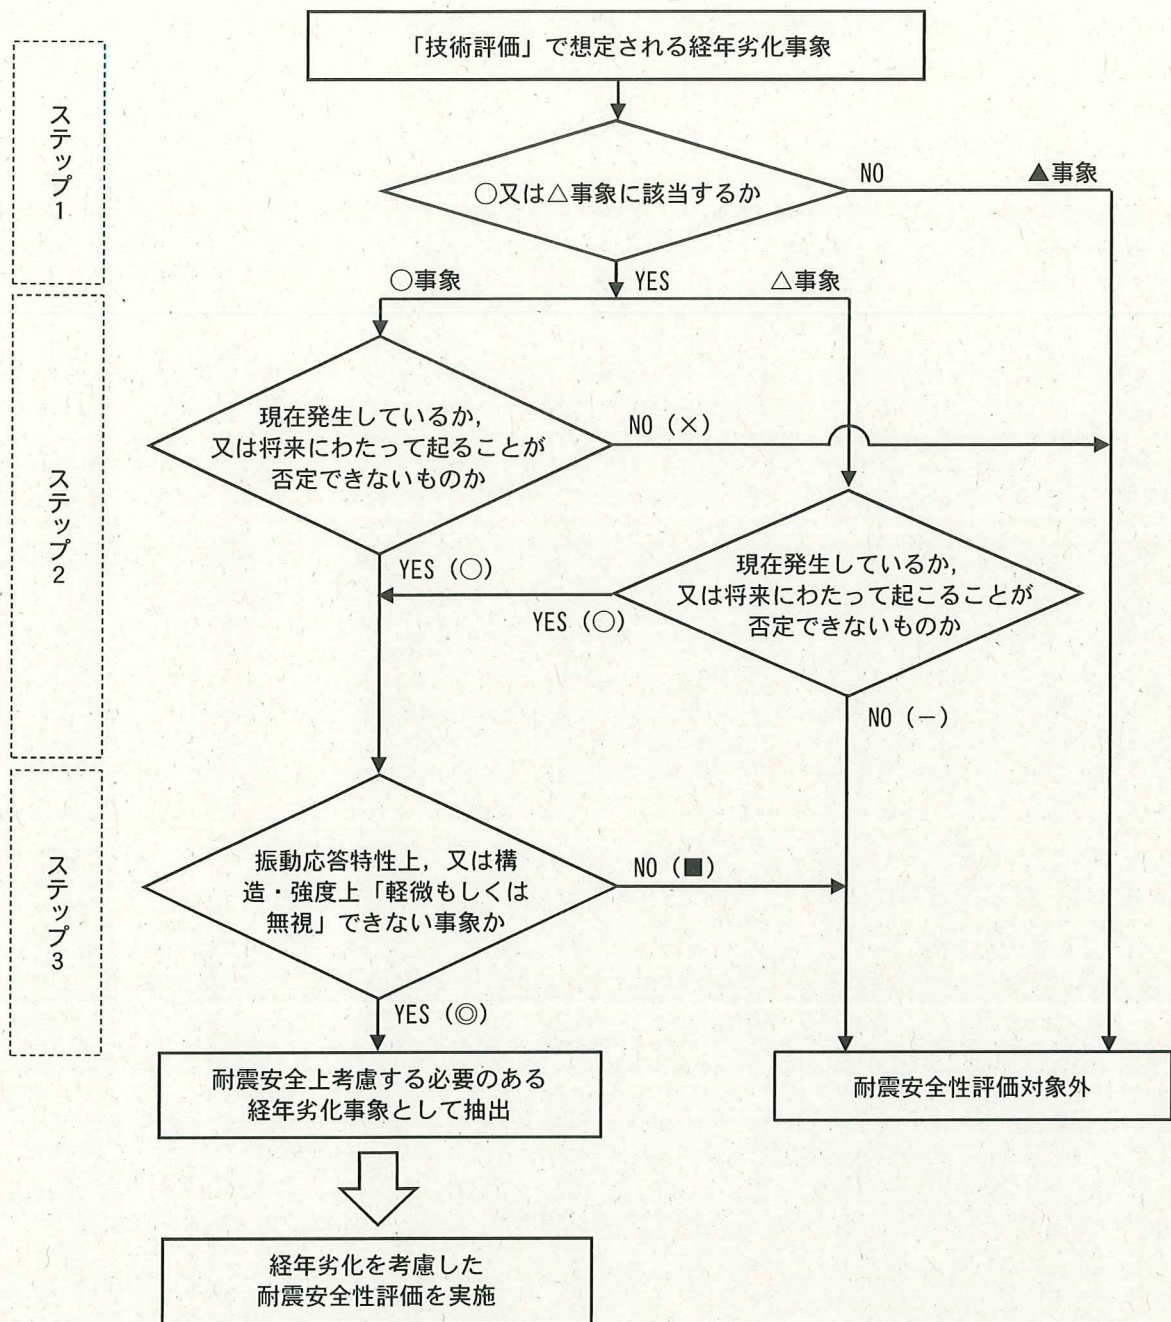 「技術評価」で想定される経年劣化事象
ステップ1
○又は△事象に該当するか
NO
▲事象
○事象
YES
△事象
ステップ2
現在発生しているか,
又は将来にわたって起ることが
否定できないものか
NO（×）
YES（○）
現在発生しているか,
又は将来にわたって起こることが
否定できないものか
YES（○）
NO（－）
ステップ3
振動応答特性上，又は構
造・強度上「軽微もしくは
無視」できない事象か
NO（■）
YES（◎）
耐震安全上考慮する必要のある
経年劣化事象として抽出
耐震安全性評価対象外
経年劣化を考慮した
耐震安全性評価を実施